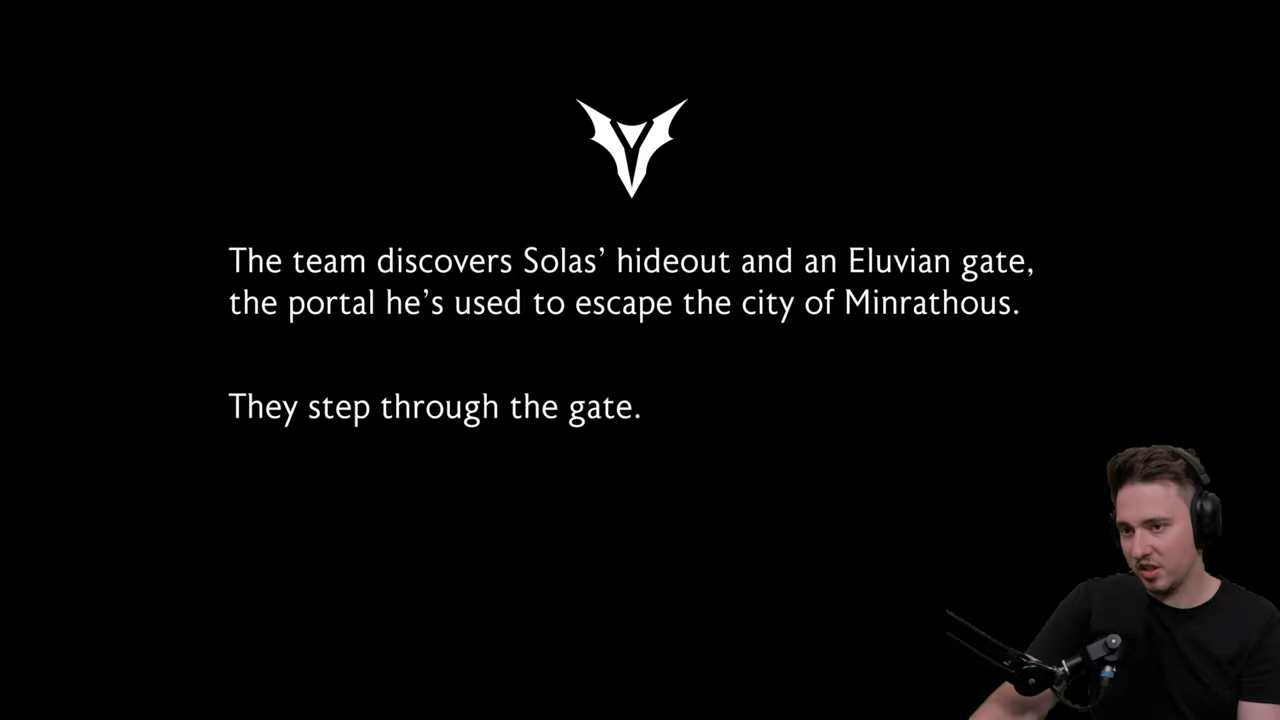 The team discovers Solas’ hideout and an Eluvian gate,
the portal he’s used to escape the city of Minrathous.
They step through the gate.